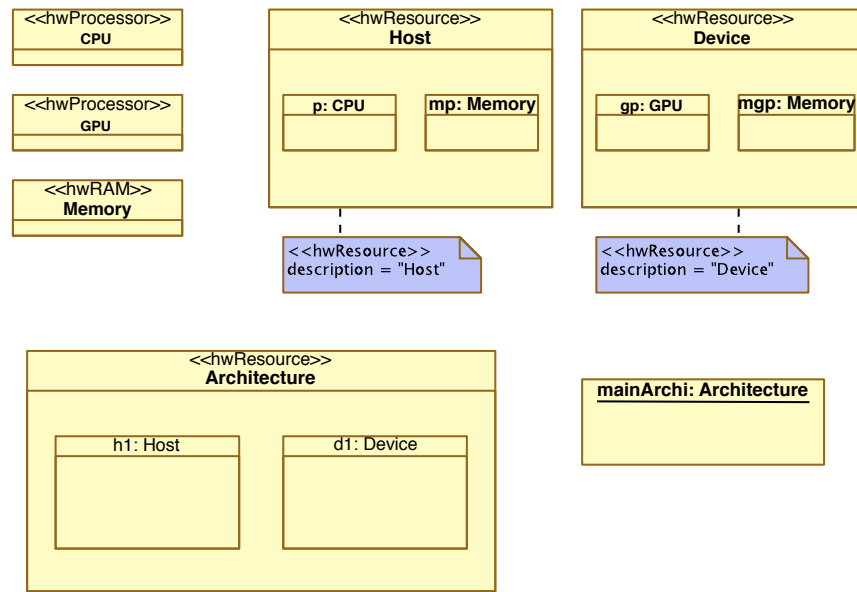 <<hwProcessor>>
CPU
<<hwProcessor>>
GPU
<<hwRAM>>
Memory
<<hwResource>>
Host
p: CPU
mp: Memory
<<hwResource>>
description = "Host"
<<hwResource>>
Device
gp: GPU
mgp: Memory
<<hwResource>>
description = "Device"
<<hwResource>>
Architecture
h1: Host
d1: Device
mainArchi: Architecture